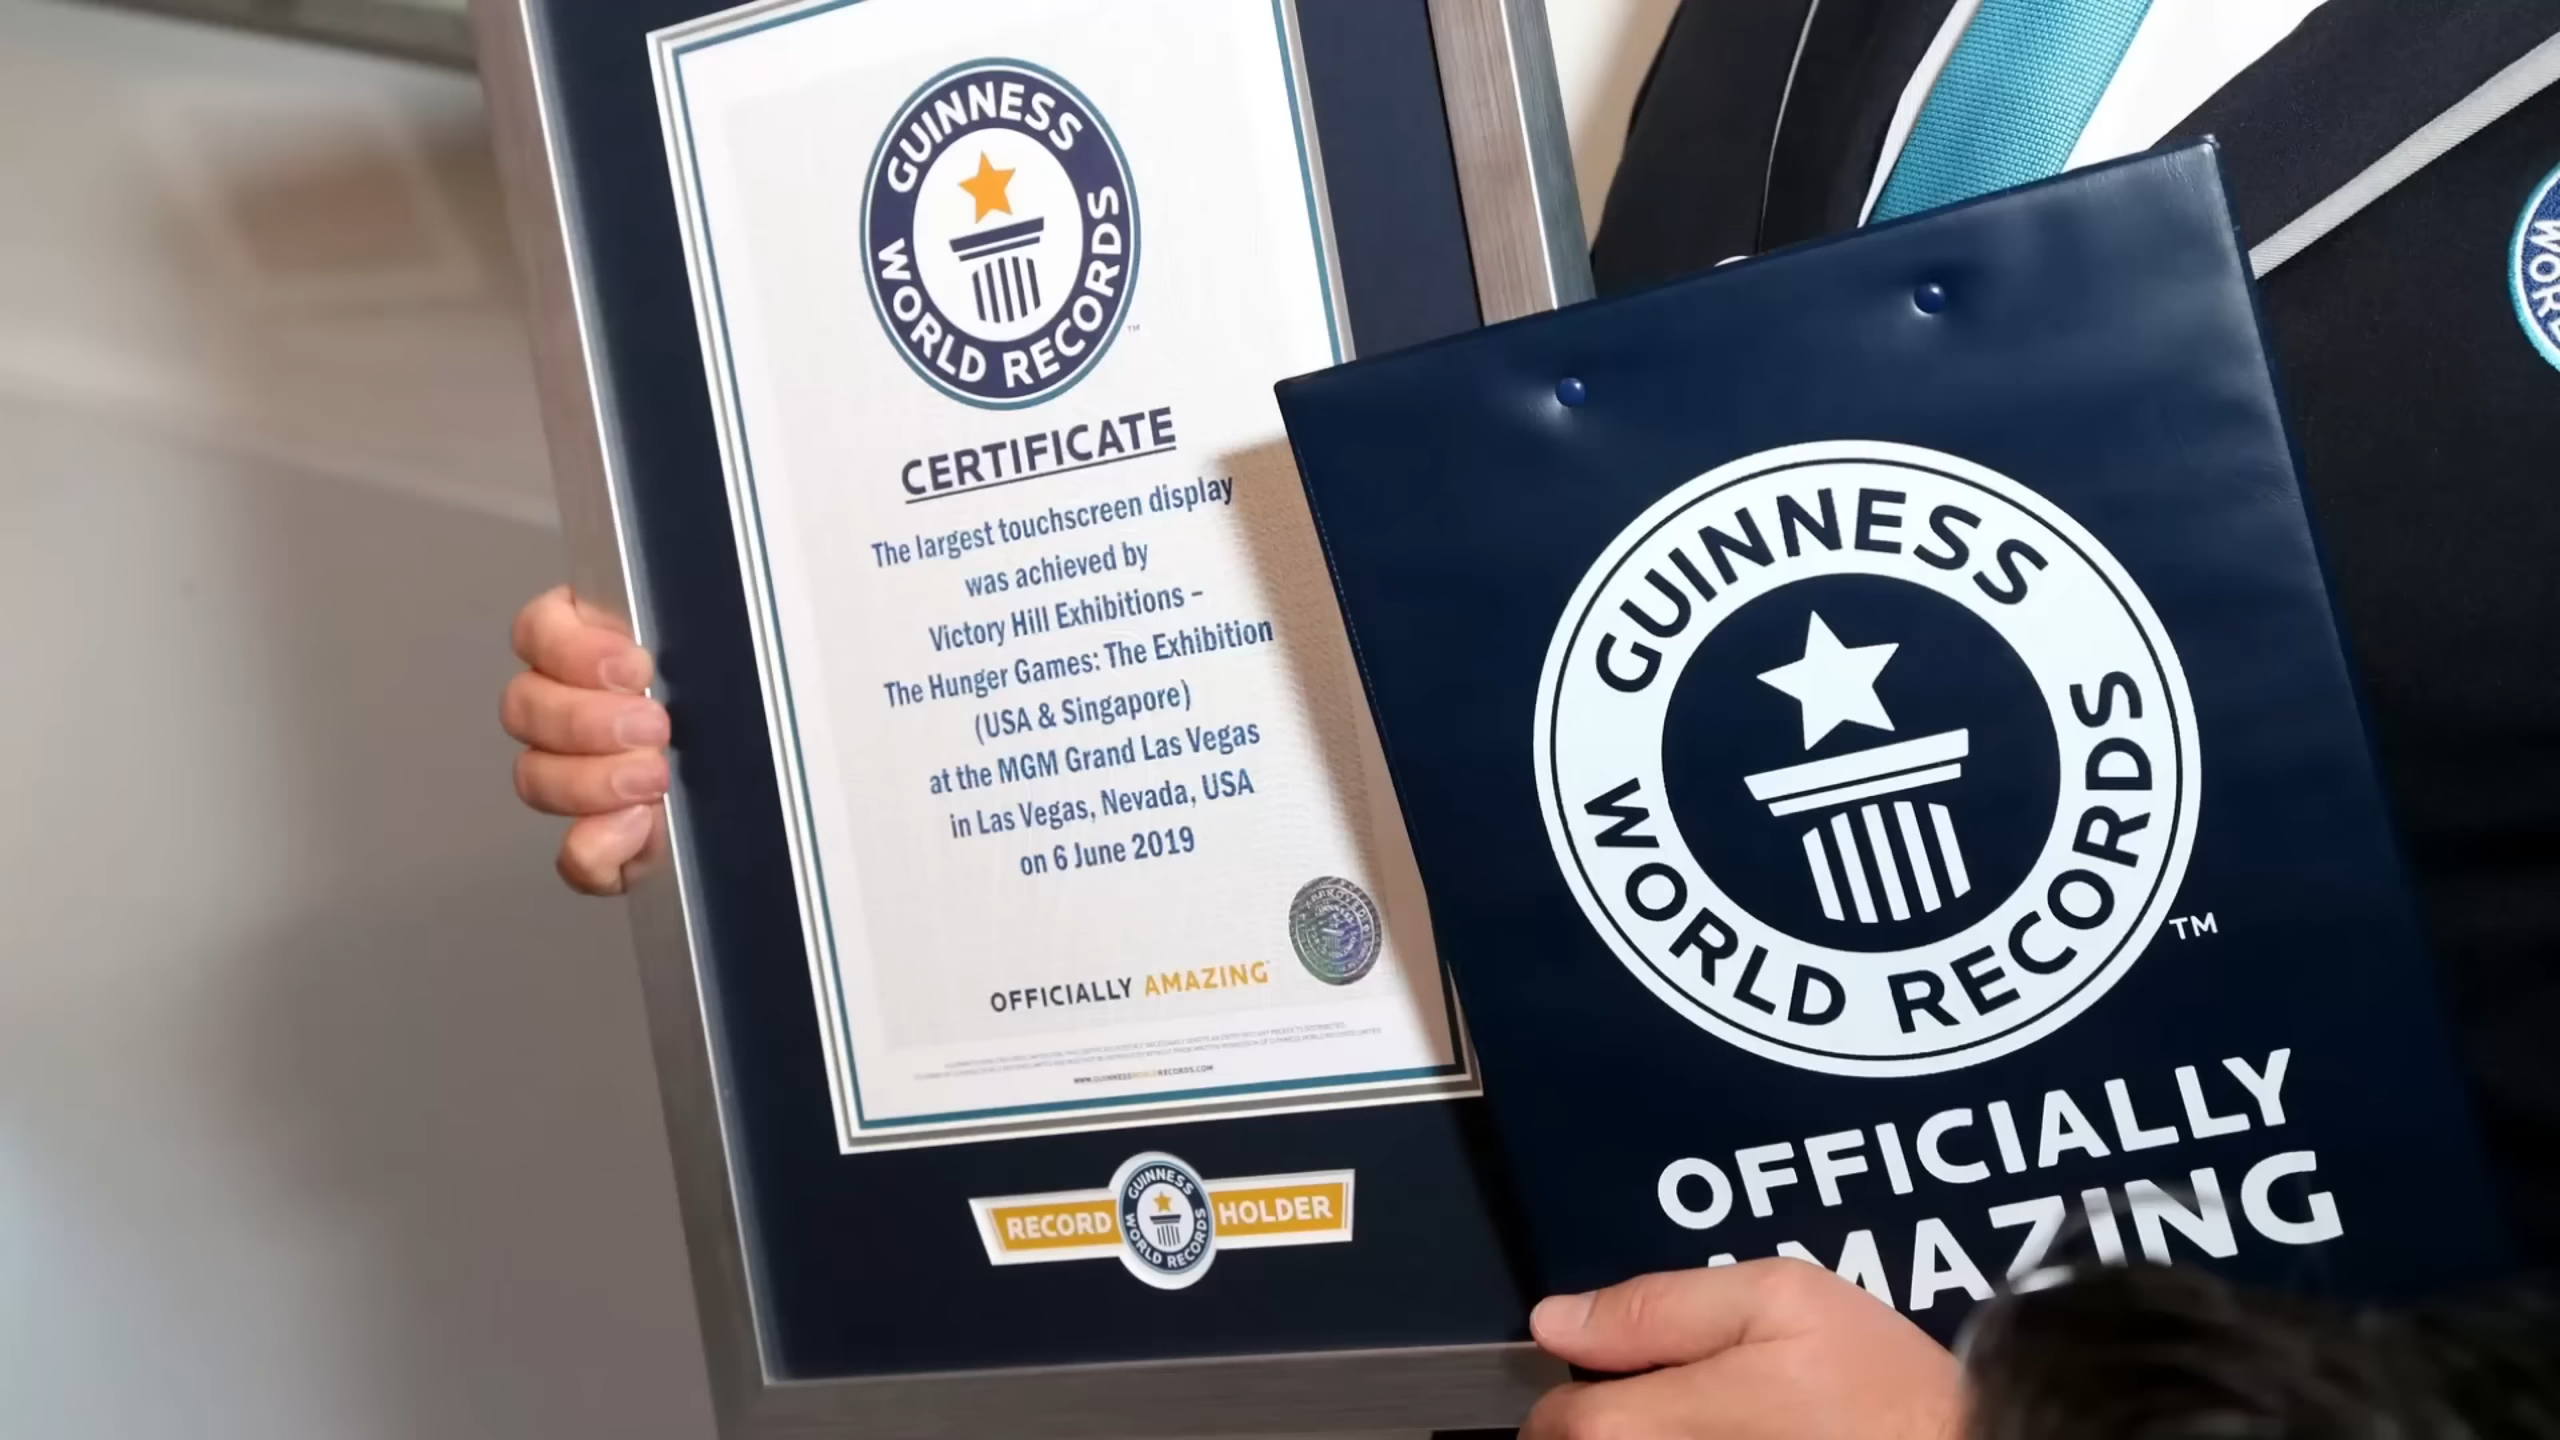 GUINNESS
WORLD RECORDS
TM
CERTIFICATE
The largest touchscreen display
was achieved by
Victory Hill Exhibitions –
The Hunger Games: The Exhibition
(USA & Singapore)
at the MGM Grand Las Vegas
in Las Vegas, Nevada, USA
on 6 June 2019
OFFICIALLY AMAZING
WWW.GUINNESSWORLDRECORDS.COM
RECORD HOLDER
GUINNESS
WORLD RECORDS
GUINNESS
WORLD RECORDS
TM
OFFICIALLY
AMAZING